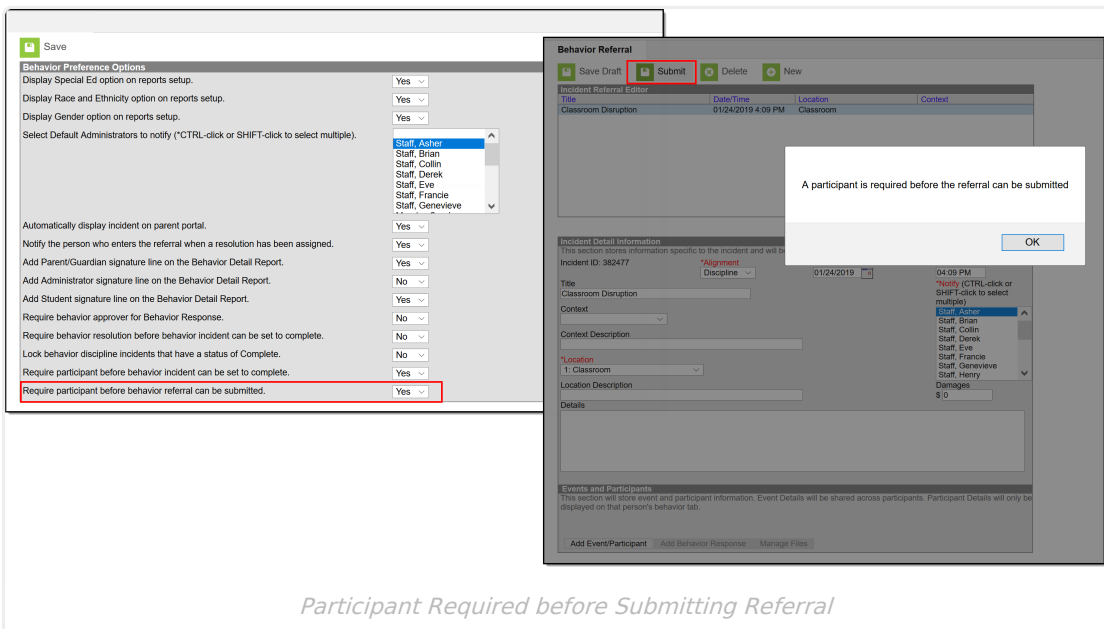 Save
Behavior Preference Options
Display Special Ed option on reports setup. Yes
Display Race and Ethnicity option on reports setup. Yes
Display Gender option on reports setup. Yes
Select Default Administrators to notify (*CTRL-click or SHIFT-click to select multiple).
Staff, Asher
Staff, Brian
Staff, Collin
Staff, Derek
Staff, Eve
Staff, Francie
Staff, Genevieve
Automatically display incident on parent portal. Yes
Notify the person who enters the referral when a resolution has been assigned. Yes
Add Parent/Guardian signature line on the Behavior Detail Report. Yes
Add Administrator signature line on the Behavior Detail Report. No
Add Student signature line on the Behavior Detail Report. Yes
Require behavior approver for Behavior Response. No
Require behavior resolution before behavior incident can be set to complete. No
Lock behavior discipline incidents that have a status of Complete. No
Require participant before behavior incident can be set to complete. Yes
Require participant before behavior referral can be submitted. Yes
Behavior Referral
Save Draft Submit Delete New
Incident Referral Editor
Title Date/Time Location Context
Classroom Disruption 01/24/2019 4:09 PM Classroom
A participant is required before the referral can be submitted
OK
Incident Detail Information
This section stores information specific to the incident and will be
Incident ID: 382477 *Alignment
Discipline 01/24/2019 04:09 PM
Title
Classroom Disruption
*Notify (CTRL-click or
SHIFT-click to select
multiple)
Context
Staff, Asher
Staff, Brian
Staff, Collin
Staff, Derek
Staff, Eve
Staff, Francie
Staff, Genevieve
Staff, Henry
Context Description
*Location
1: Classroom
Location Description
Damages
$ 0
Details
Events and Participants
This section will store event and participant information. Event Details will be shared across participants. Participant Details will only be
displayed on that person's behavior tab.
Add Event/Participant Add Behavior Response Manage Files
Participant Required before Submitting Referral